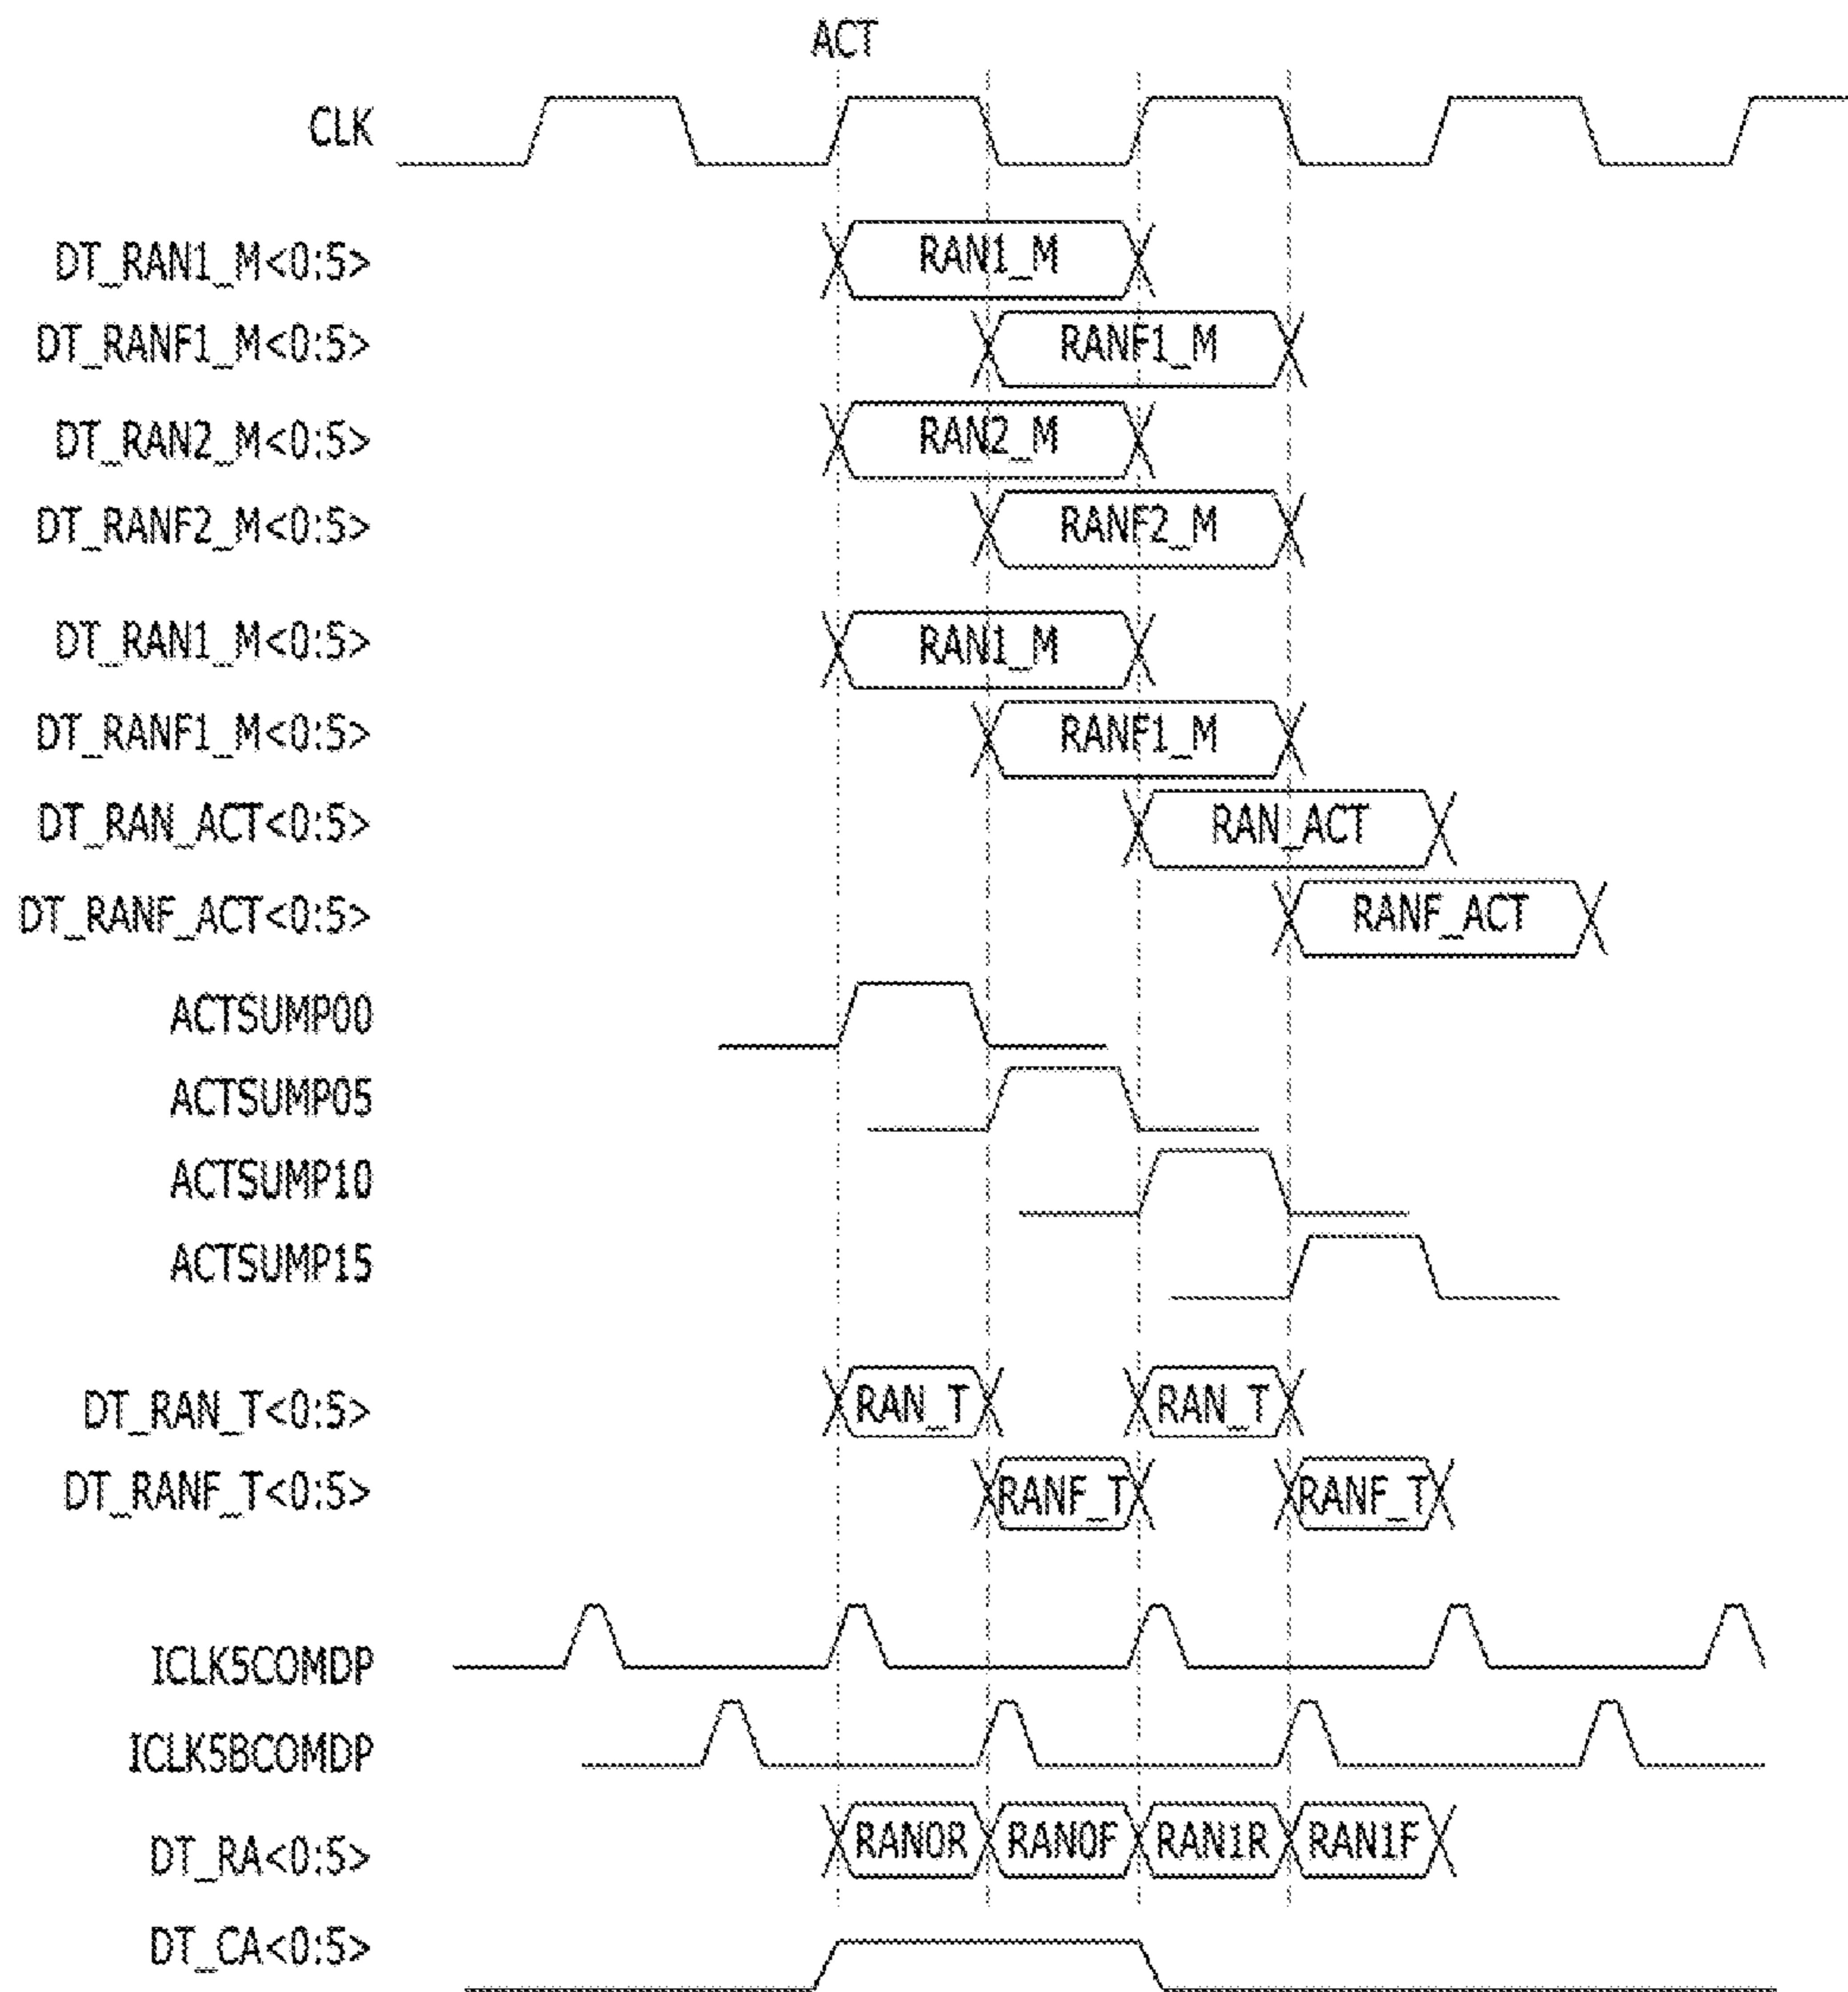 ACT
CLK
DT_RAN1_M<0:5> RAN1_M
DT_RANF1_M<0:5> RANF1_M
DT_RAN2_M<0:5> RAN2_M
DT_RANF2_M<0:5> RANF2_M
DT_RAN1_M<0:5> RAN1_M
DT_RANF1_M<0:5> RANF1_M
DT_RAN_ACT<0:5> RAN_ACT
DT_RANF_ACT<0:5> RANF_ACT
ACTSUMP00
ACTSUMP05
ACTSUMP10
ACTSUMP15
DT_RAN_T<0:5> RAN_T RAN_T
DT_RANF_T<0:5> RANF_T RANF_T
ICLK5COMDP
ICLK5BCOMDP
DT_RA<0:5> RAN0R RAN0F RAN1R RAN1F
DT_CA<0:5>